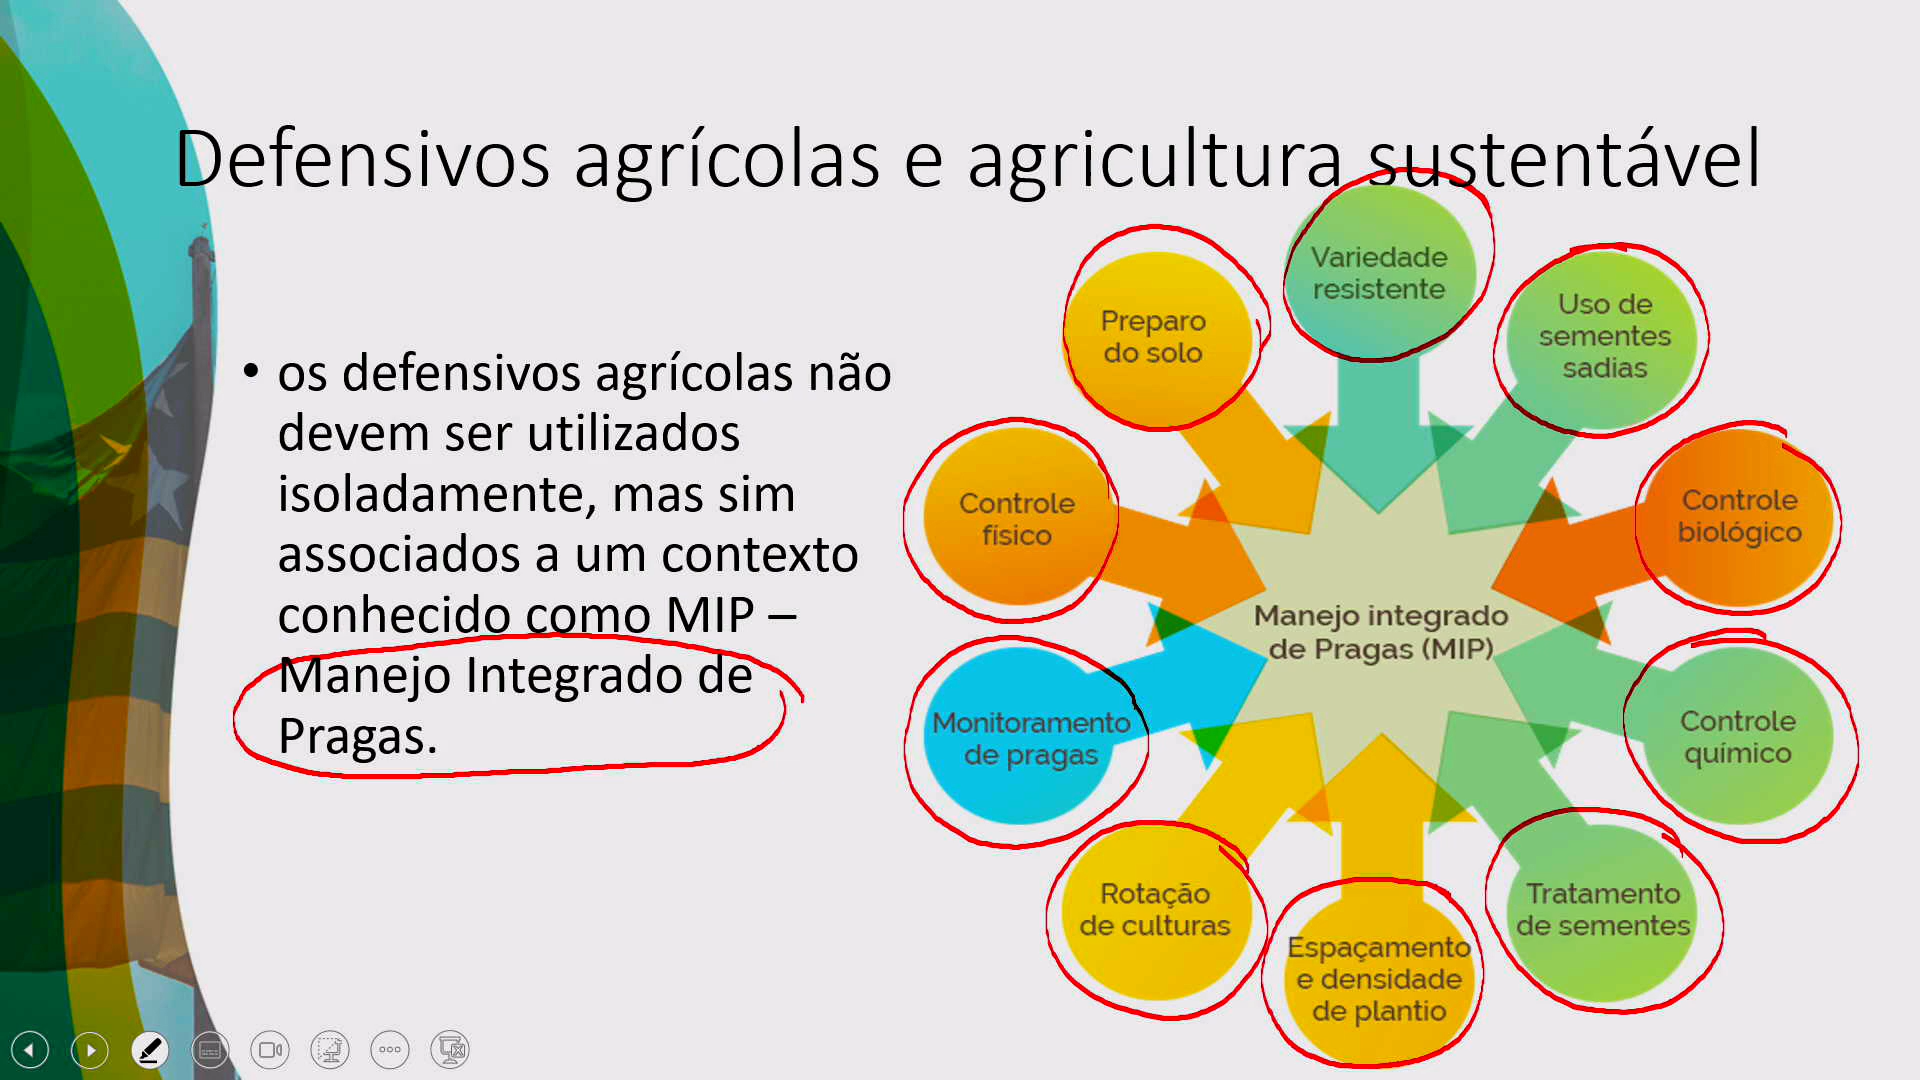 Defensivos agrícolas e agricultura sustentável
• os defensivos agrícolas não
devem ser utilizados
isoladamente, mas sim
associados a um contexto
conhecido como MIP –
Manejo Integrado de
Pragas.
Variedade
resistente
Uso de
sementes
sadias
Controle
biológico
Controle
químico
Tratamento
de sementes
Espaçamento
e densidade
de plantio
Rotação
de culturas
Monitoramento
de pragas
Controle
físico
Preparo
do solo
Manejo integrado
de Pragas (MIP)